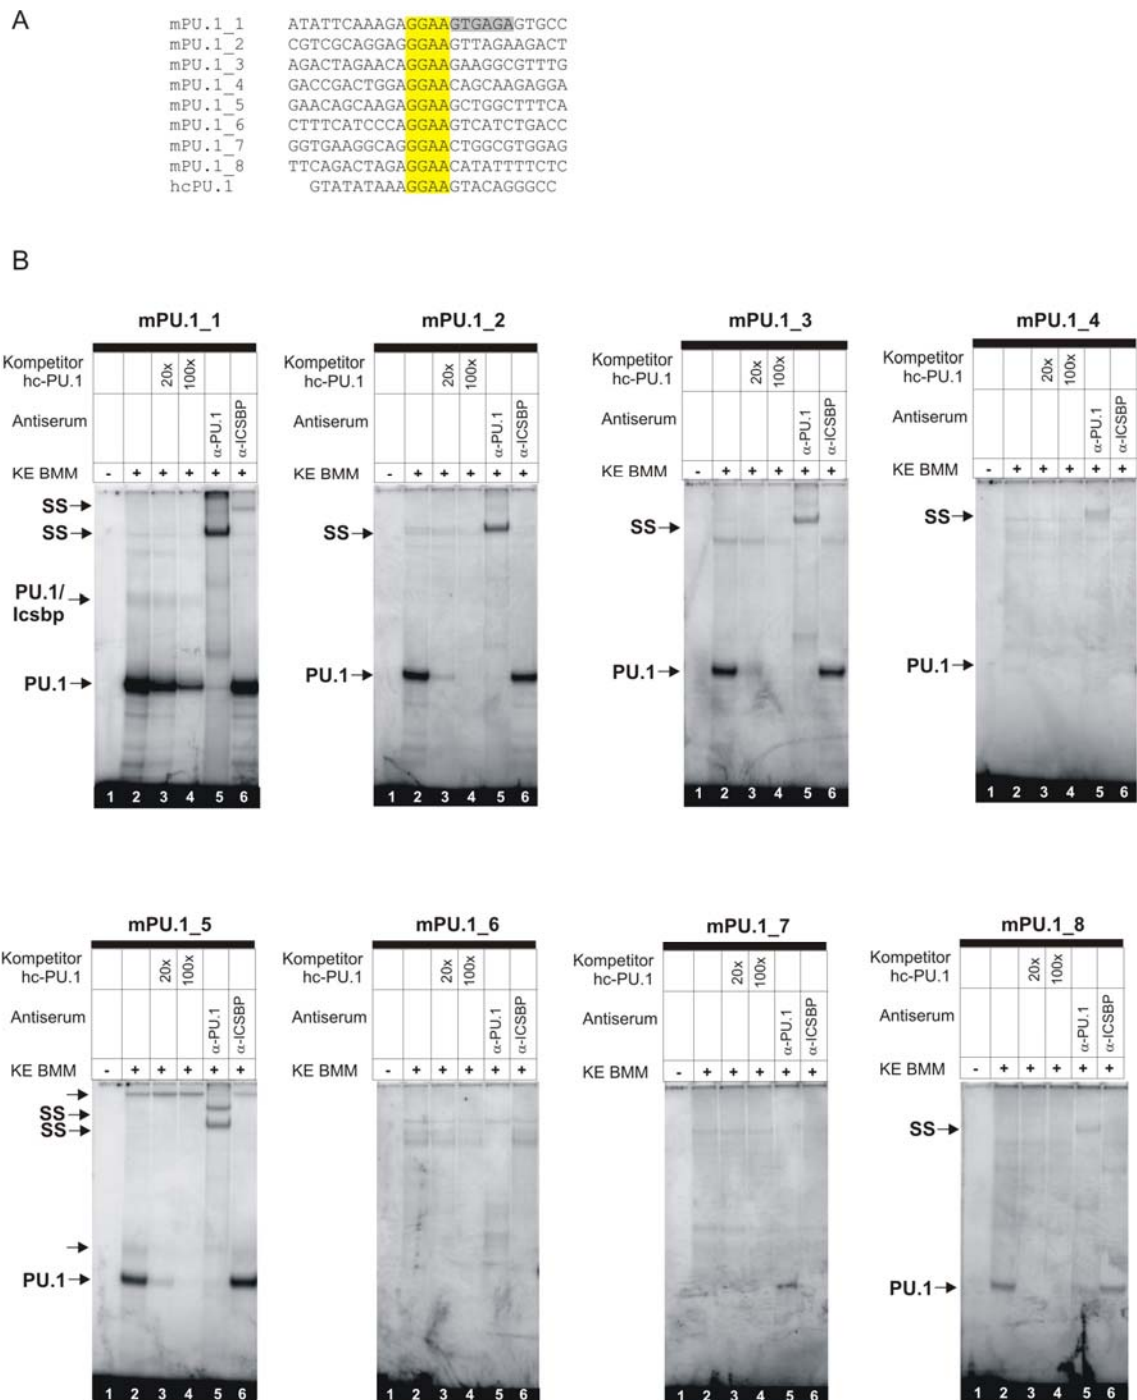 A
mPU.1_1 ATATTCAAAGAGGAAGTGAGAGTGCC
mPU.1_2 CGTCGCAGGAGGGAAGTTAGAAGACT
mPU.1_3 AGACTAGAACAGGAAGAAGGCGTTTG
mPU.1_4 GACCGACTGGAGGAACAGCAAGAGGA
mPU.1_5 GAACAGCAAGAGGAAGCTGGCTTTCA
mPU.1_6 CTTTCATCCCAGGAAGTCATCTGACC
mPU.1_7 GGTGAAGGCAGGGAACTGGCGTGGAG
mPU.1_8 TTCAGACTAGAGGAACATATTTTCTC
hcPU.1 GTATATAAAGGAAGTACAGGGCC
B
mPU.1_1 mPU.1_2 mPU.1_3 mPU.1_4
Kompetitor hc-PU.1 20x 100x Kompetitor hc-PU.1 20x 100x Kompetitor hc-PU.1 20x 100x Kompetitor hc-PU.1 20x 100x
Antiserum α-PU.1 α-ICSBP Antiserum α-PU.1 α-ICSBP Antiserum α-PU.1 α-ICSBP Antiserum α-PU.1 α-ICSBP
KE BMM - + + + + + KE BMM - + + + + + KE BMM - + + + + + KE BMM - + + + + +
SS
SS SS SS SS
PU.1/
Icsbp
PU.1 PU.1 PU.1 PU.1
1 2 3 4 5 6 1 2 3 4 5 6 1 2 3 4 5 6 1 2 3 4 5 6
mPU.1_5 mPU.1_6 mPU.1_7 mPU.1_8
Kompetitor hc-PU.1 20x 100x Kompetitor hc-PU.1 20x 100x Kompetitor hc-PU.1 20x 100x Kompetitor hc-PU.1 20x 100x
Antiserum α-PU.1 α-ICSBP Antiserum α-PU.1 α-ICSBP Antiserum α-PU.1 α-ICSBP Antiserum α-PU.1 α-ICSBP
KE BMM - + + + + + KE BMM - + + + + + KE BMM - + + + + + KE BMM - + + + + +
SS
SS SS
PU.1 PU.1
1 2 3 4 5 6 1 2 3 4 5 6 1 2 3 4 5 6 1 2 3 4 5 6